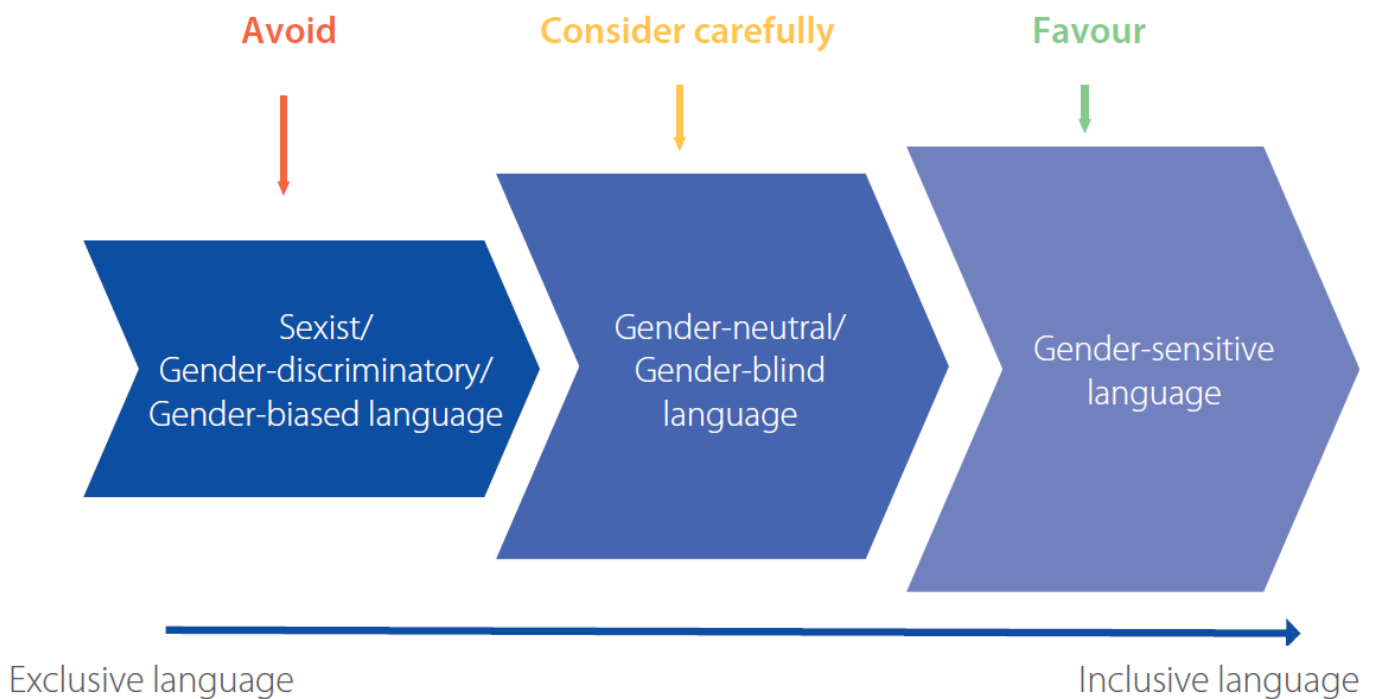 Avoid
Consider carefully
Favour
Sexist/
Gender-discriminatory/
Gender-biased language
Gender-neutral/
Gender-blind
language
Gender-sensitive
language
Exclusive language
Inclusive language